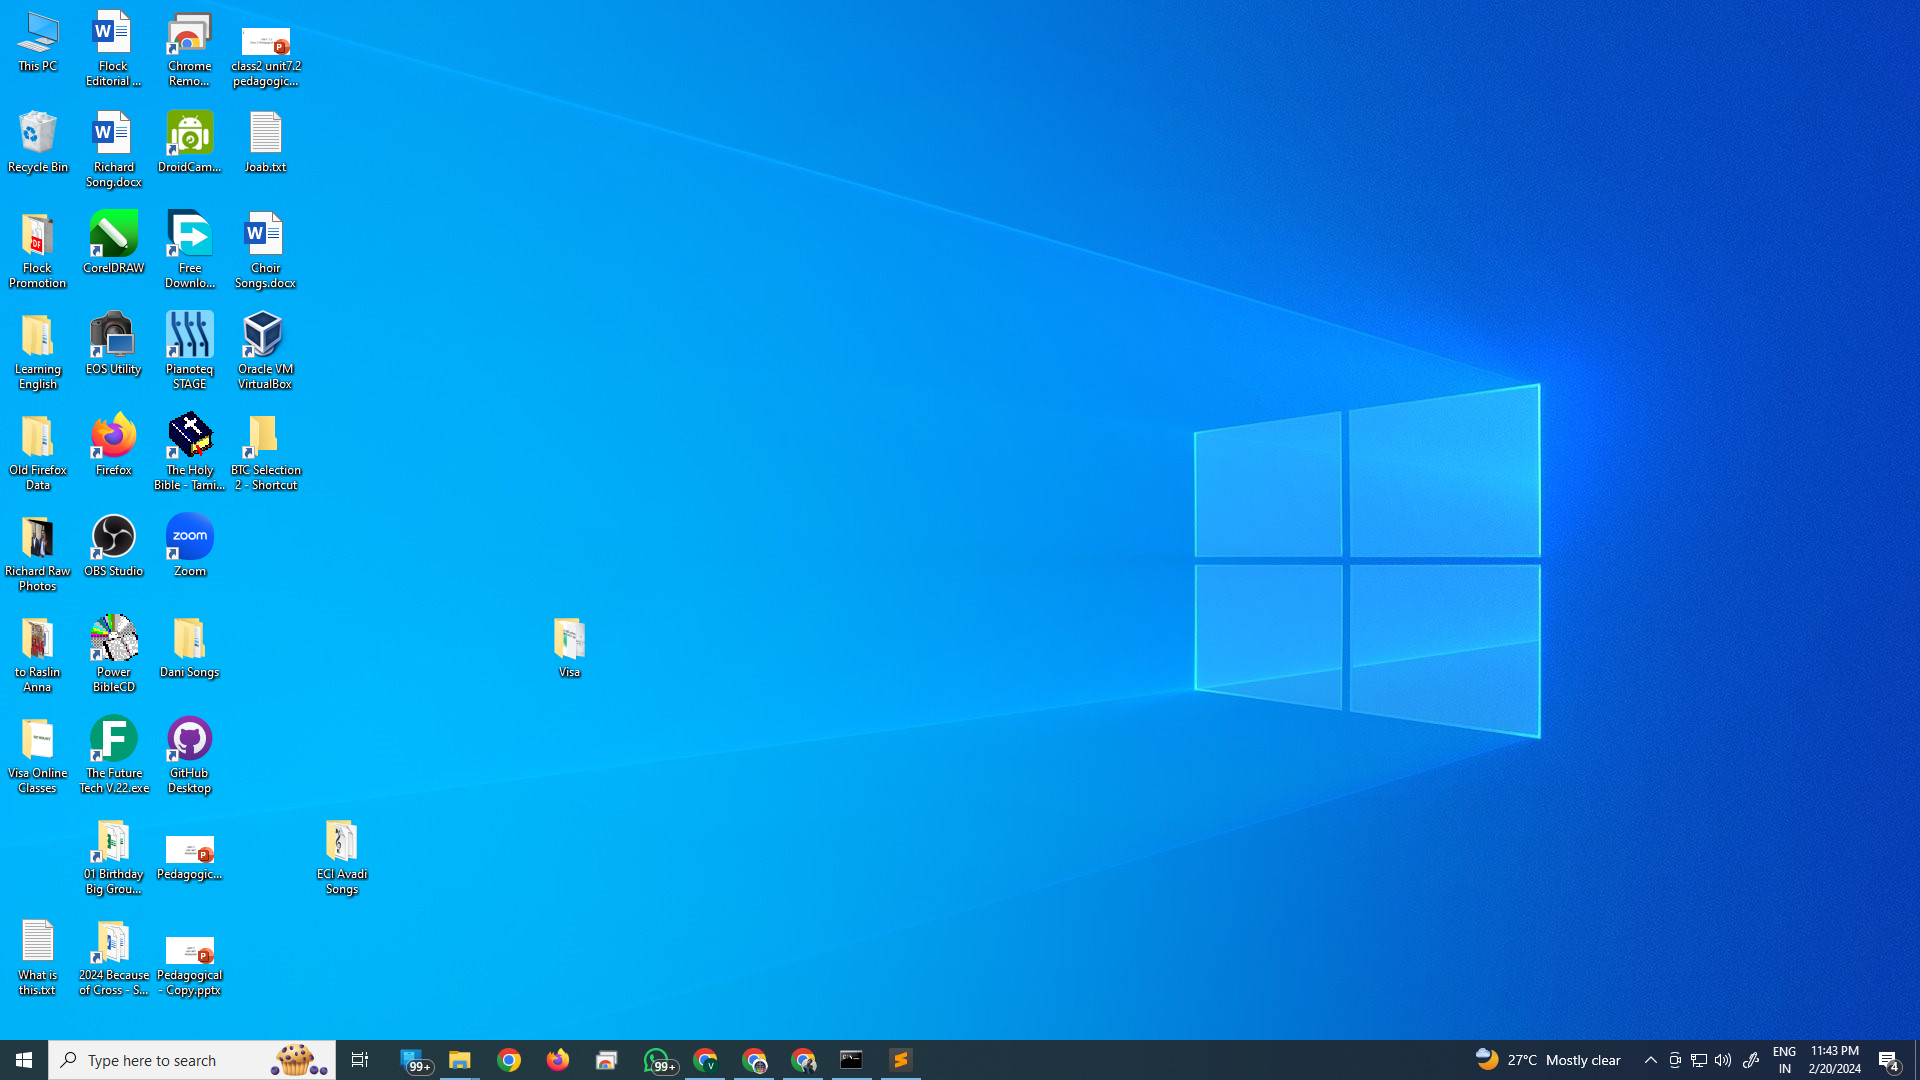 This PC
Flock
Editorial ...
Chrome
Remo...
class2 unit7.2
pedagogic...
Recycle Bin
Richard
Song.docx
DroidCam...
Joab.txt
Flock
Promotion
CorelDRAW
Free
Downlo...
Choir
Songs.docx
Learning
English
EOS Utility
Pianoteq
STAGE
Oracle VM
VirtualBox
Old Firefox
Data
Firefox
The Holy
Bible - Tami...
BTC Selection
2 - Shortcut
Richard Raw
Photos
OBS Studio
zoom
Zoom
to Raslin
Anna
Power
BibleCD
Dani Songs
Visa
Visa Online
Classes
The Future
Tech V.22.exe
GitHub
Desktop
01 Birthday
Big Grou...
Pedagogic...
ECI Avadi
Songs
What is
this.txt
2024 Because
of Cross - S...
Pedagogical
- Copy.pptx
Type here to search
99+
99+
27°C Mostly clear
ENG
IN
11:43 PM
2/20/2024
4